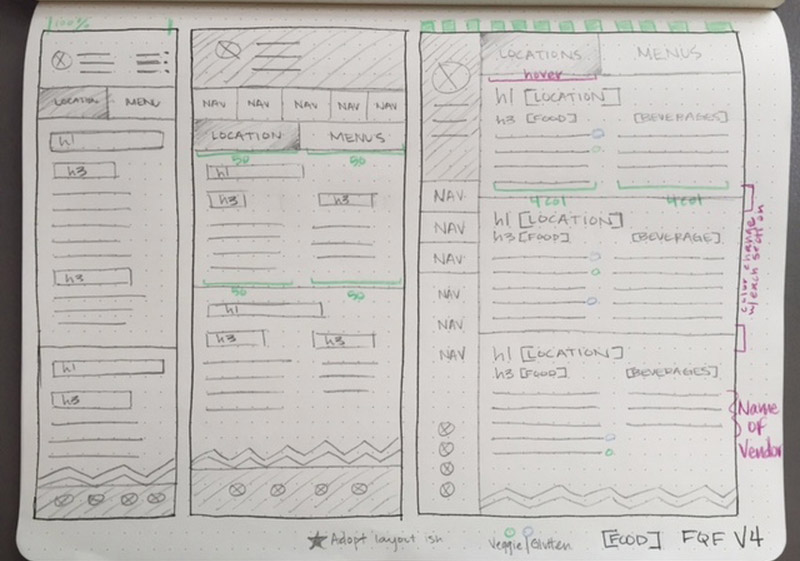 100%
LOCATION MENU
h1
h3
h3
h1
h3
NAV NAV NAV NAV NAV
LOCATION MENUS
50 50
h1
h3 h3
50 50
h1
h3 h3
LOCATIONS MENUS
hover
h1 [LOCATION]
h3 [FOOD] [BEVERAGES]
4 col 4 col
NAV
NAV
NAV
NAV
NAV
NAV
h1 [LOCATION]
h3 [FOOD] [BEVERAGE]
h1 [LOCATION]
h3 [FOOD] [BEVERAGES]
color change
w/each section
Name
of
Vendor
★ Adopt layout ish
Veggie/Glutten
[FOOD] FQF V4